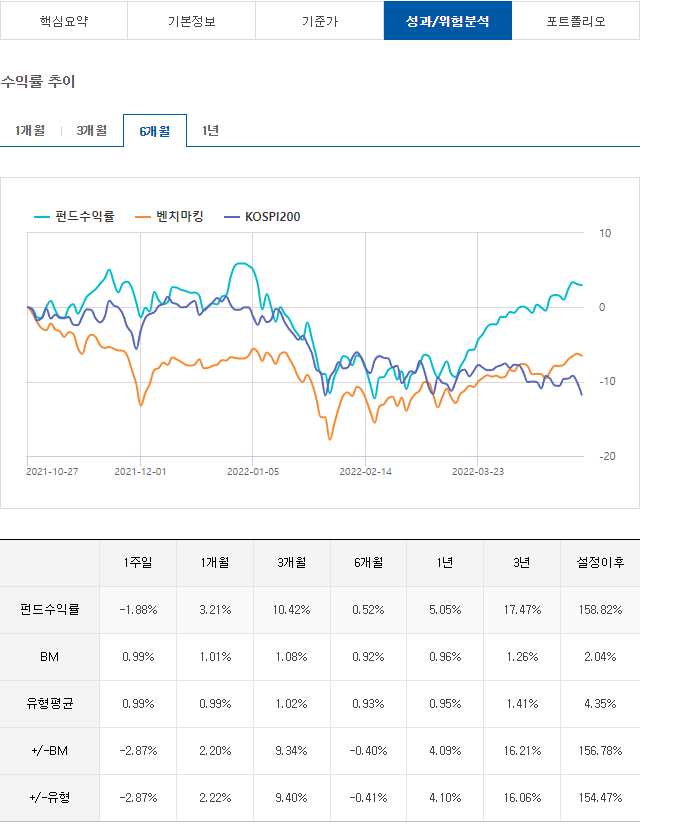 핵심요약 기본정보 기준가 성과/위험분석 포트폴리오
수익률 추이
1개월 3개월 6개월 1년
펀드수익률 벤치마킹 KOSPI200
10
0
-10
-20
2021-10-27 2021-12-01 2022-01-05 2022-02-14 2022-03-23
1주일 1개월 3개월 6개월 1년 3년 설정이후
펀드수익률 -1.88% 3.21% 10.42% 0.52% 5.05% 17.47% 158.82%
BM 0.99% 1.01% 1.08% 0.92% 0.96% 1.26% 2.04%
유형평균 0.99% 0.99% 1.02% 0.93% 0.95% 1.41% 4.35%
+/-BM -2.87% 2.20% 9.34% -0.40% 4.09% 16.21% 156.78%
+/-유형 -2.87% 2.22% 9.40% -0.41% 4.10% 16.06% 154.47%